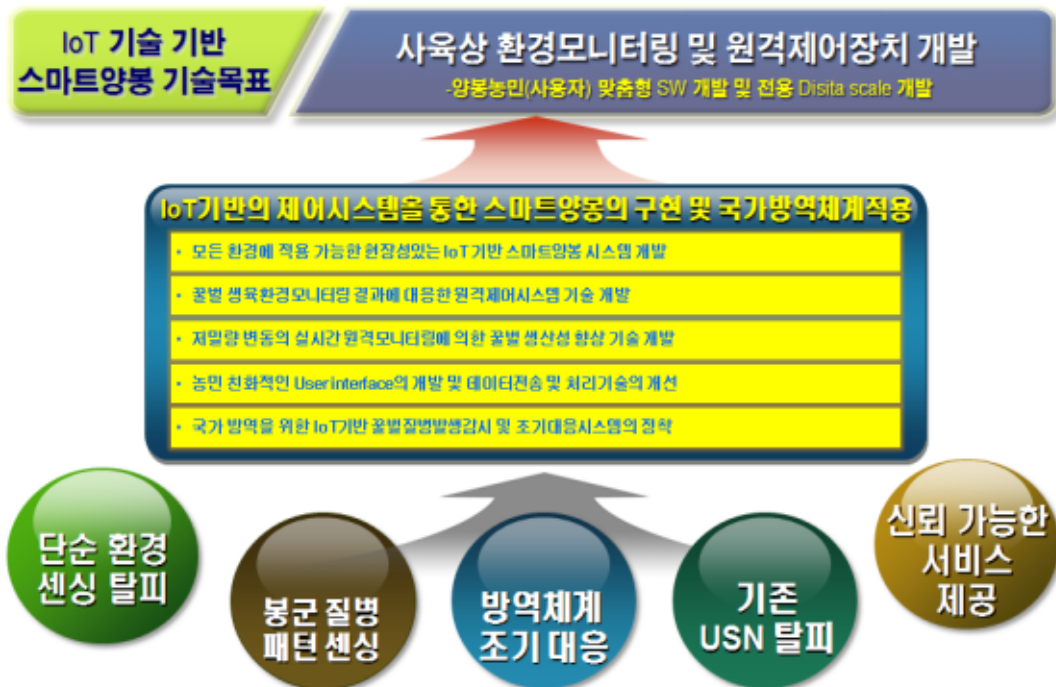 IoT 기술 기반
스마트양봉 기술목표
사육상 환경모니터링 및 원격제어장치 개발
-양봉농민(사용자) 맞춤형 SW 개발 및 전용 Disita scale 개발
IoT기반의 제어시스템을 통한 스마트양봉의 구현 및 국가방역체계적용
• 모든 환경에 적용 가능한 현장성있는 IoT 기반 스마트양봉 시스템 개발
• 꿀벌 생육환경모니터링 결과에 대응한 원격제어시스템 기술 개발
• 저밀량 변동의 실시간 원격모니터링에 의한 꿀벌 생산성 향상 기술 개발
• 농민 친화적인 User interface의 개발 및 데이터전송 및 처리기술의 개선
• 국가 방역을 위한 IoT기반 꿀벌질병발생감시 및 조기대응시스템의 정착
단순 환경
센싱 탈피
봉군 질병
패턴 센싱
방역체계
조기 대응
기존
USN 탈피
신뢰 가능한
서비스
제공